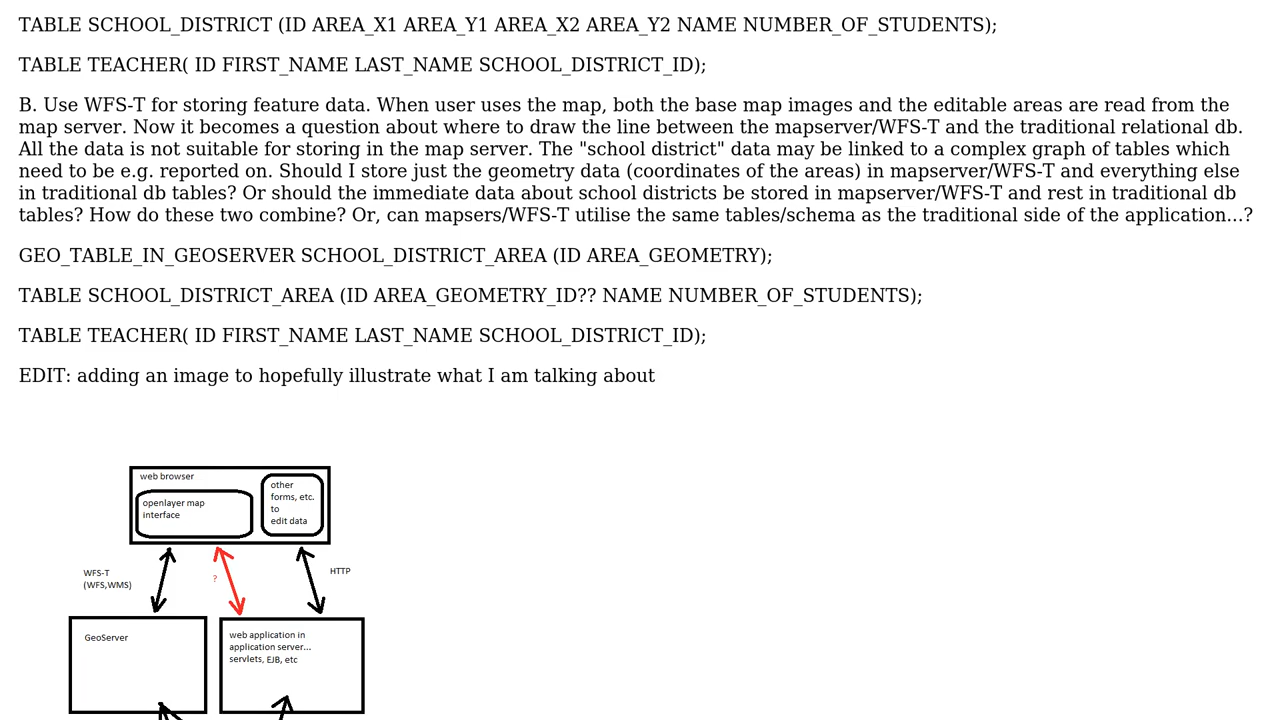 TABLE SCHOOL_DISTRICT (ID AREA_X1 AREA_Y1 AREA_X2 AREA_Y2 NAME NUMBER_OF_STUDENTS);
TABLE TEACHER( ID FIRST_NAME LAST_NAME SCHOOL_DISTRICT_ID);
B. Use WFS-T for storing feature data. When user uses the map, both the base map images and the editable areas are read from the
map server. Now it becomes a question about where to draw the line between the mapserver/WFS-T and the traditional relational db.
All the data is not suitable for storing in the map server. The "school district" data may be linked to a complex graph of tables which
need to be e.g. reported on. Should I store just the geometry data (coordinates of the areas) in mapserver/WFS-T and everything else
in traditional db tables? Or should the immediate data about school districts be stored in mapserver/WFS-T and rest in traditional db
tables? How do these two combine? Or, can mapsers/WFS-T utilise the same tables/schema as the traditional side of the application...?
GEO_TABLE_IN_GEOSERVER SCHOOL_DISTRICT_AREA (ID AREA_GEOMETRY);
TABLE SCHOOL_DISTRICT_AREA (ID AREA_GEOMETRY_ID?? NAME NUMBER_OF_STUDENTS);
TABLE TEACHER( ID FIRST_NAME LAST_NAME SCHOOL_DISTRICT_ID);
EDIT: adding an image to hopefully illustrate what I am talking about
web browser
openlayer map
interface
other
forms, etc.
to
edit data
WFS-T
(WFS,WMS)
?
HTTP
GeoServer
web application in
application server...
servlets, EJB, etc